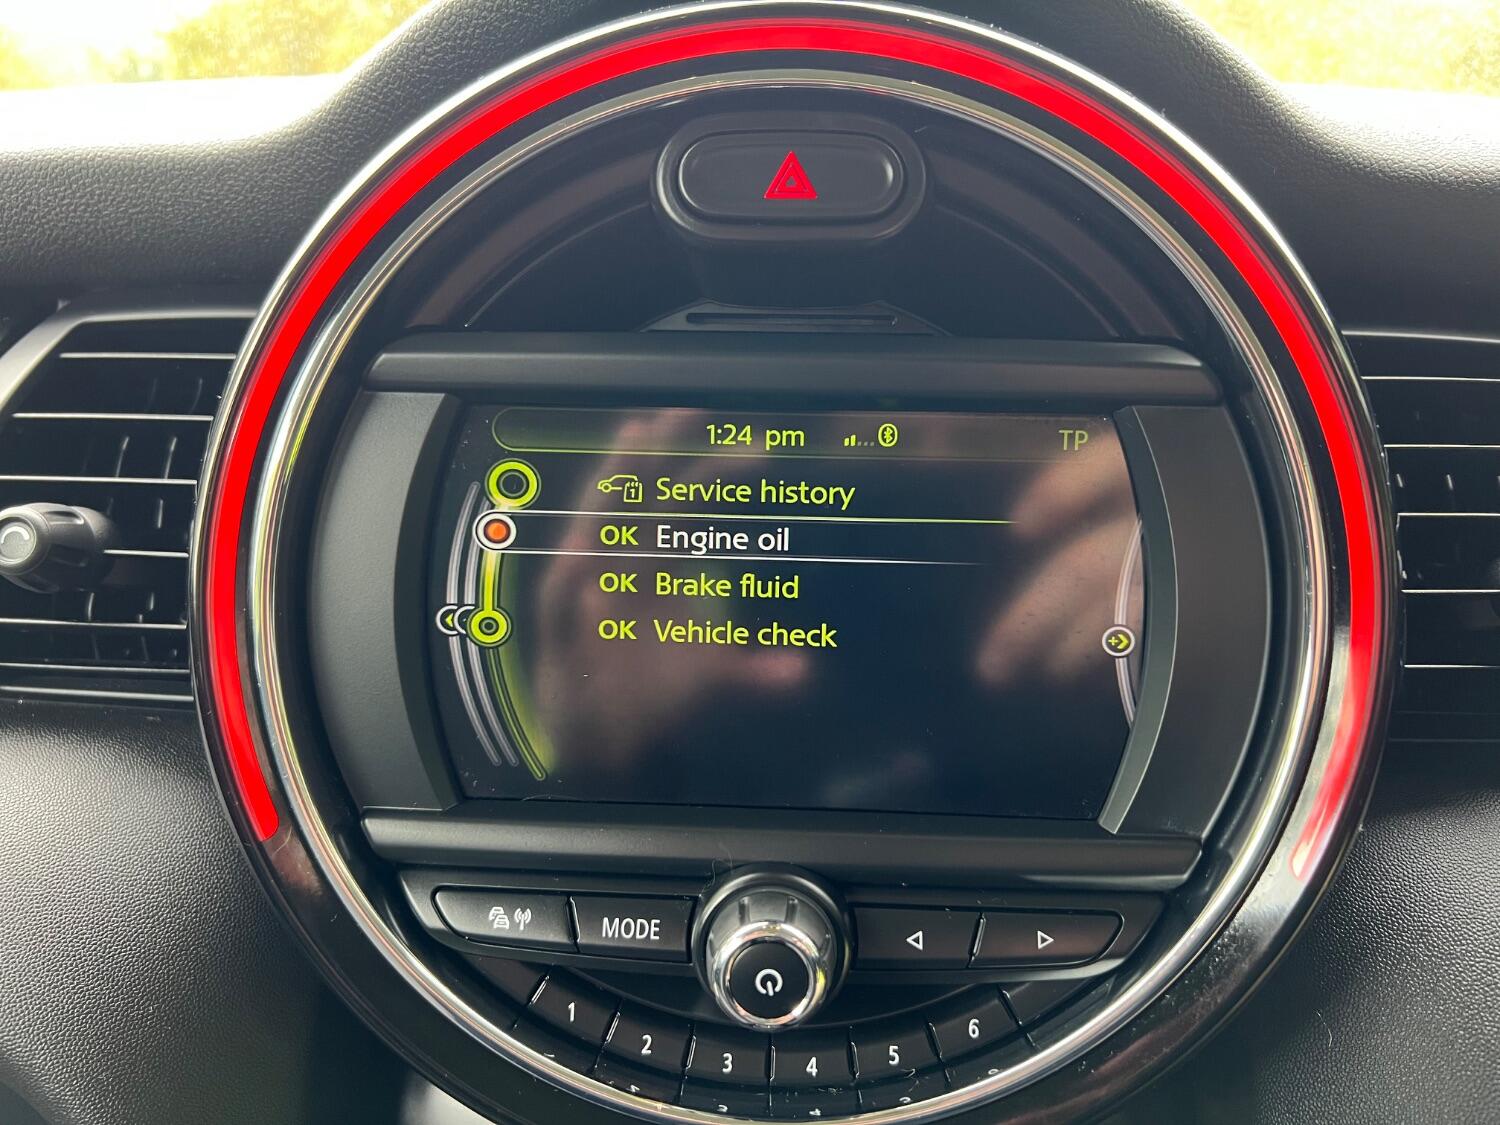 1:24 pm TP
Service history
OK Engine oil
OK Brake fluid
OK Vehicle check
MODE
1 2 3 4 5 6